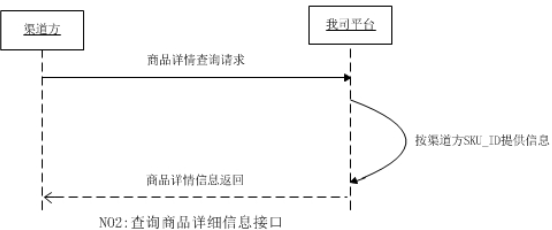 渠道方
我司平台
商品详情查询请求
按渠道方SKU_ID提供信息
商品详情信息返回
NO2:查询商品详细信息接口